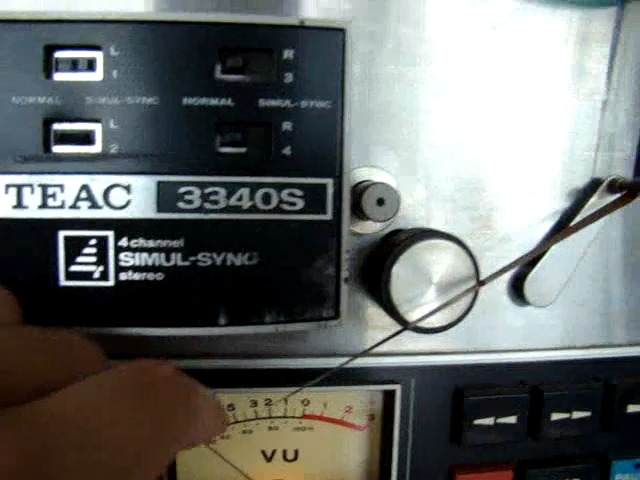 L R
1 3
NORMAL SIMUL-SYNC NORMAL SIMUL-SYNC
L R
2 4
TEAC 3340S
4 channel
SIMUL-SYNC
stereo
5 3 2 1 0 1 2 3
VU